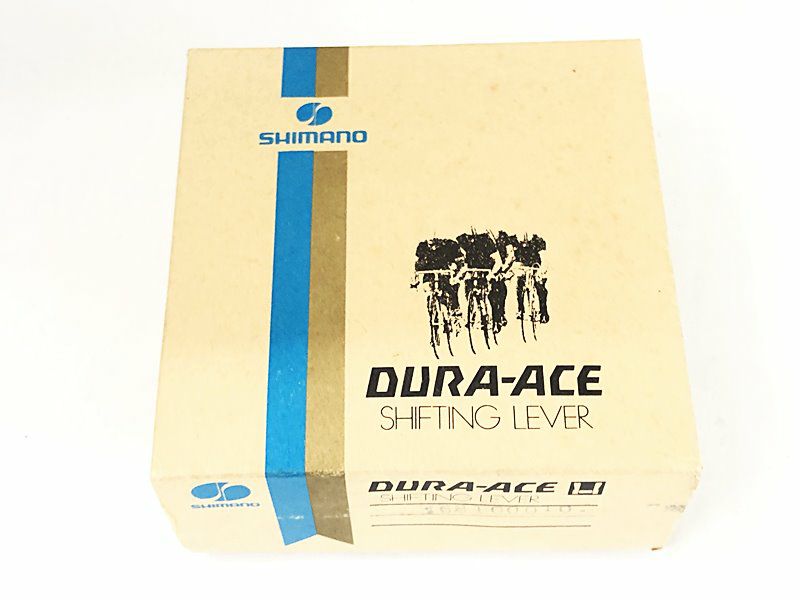 SHIMANO
DURA-ACE
SHIFTING LEVER
SHIMANO
DURA-ACE
SHIFTING LEVER